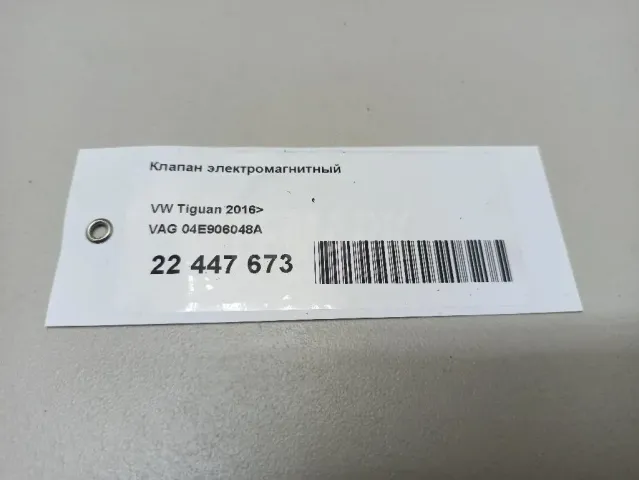 Клапан электромагнитный
VW Tiguan 2016>
VAG 04E906048A
22 447 673